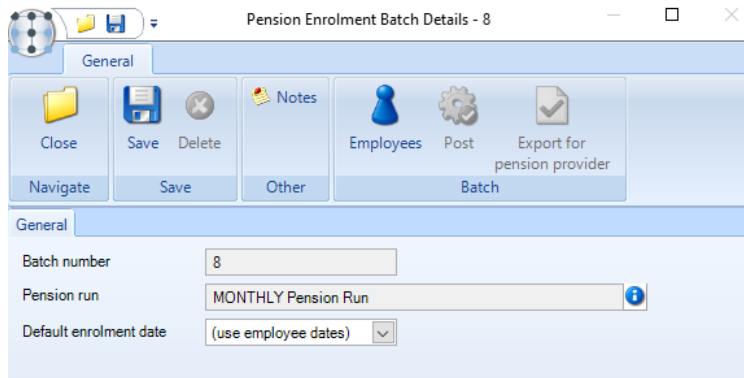 Pension Enrolment Batch Details - 8
General
Close
Save
Delete
Notes
Employees
Post
Export for
pension provider
Navigate
Save
Other
Batch
General
Batch number
8
Pension run
MONTHLY Pension Run
Default enrolment date
(use employee dates)